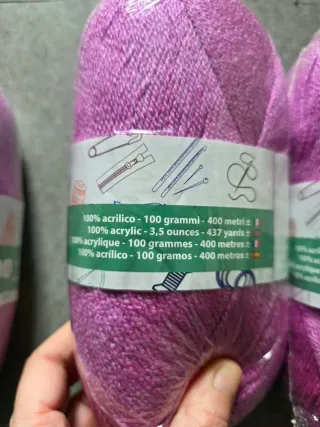 100% acrilico - 100 grammi - 400 metri ±
100% acrylic - 3,5 ounces - 437 yards ±
100% acrylique - 100 grammes - 400 metres ±
100% acrílico - 100 gramos - 400 metros ±